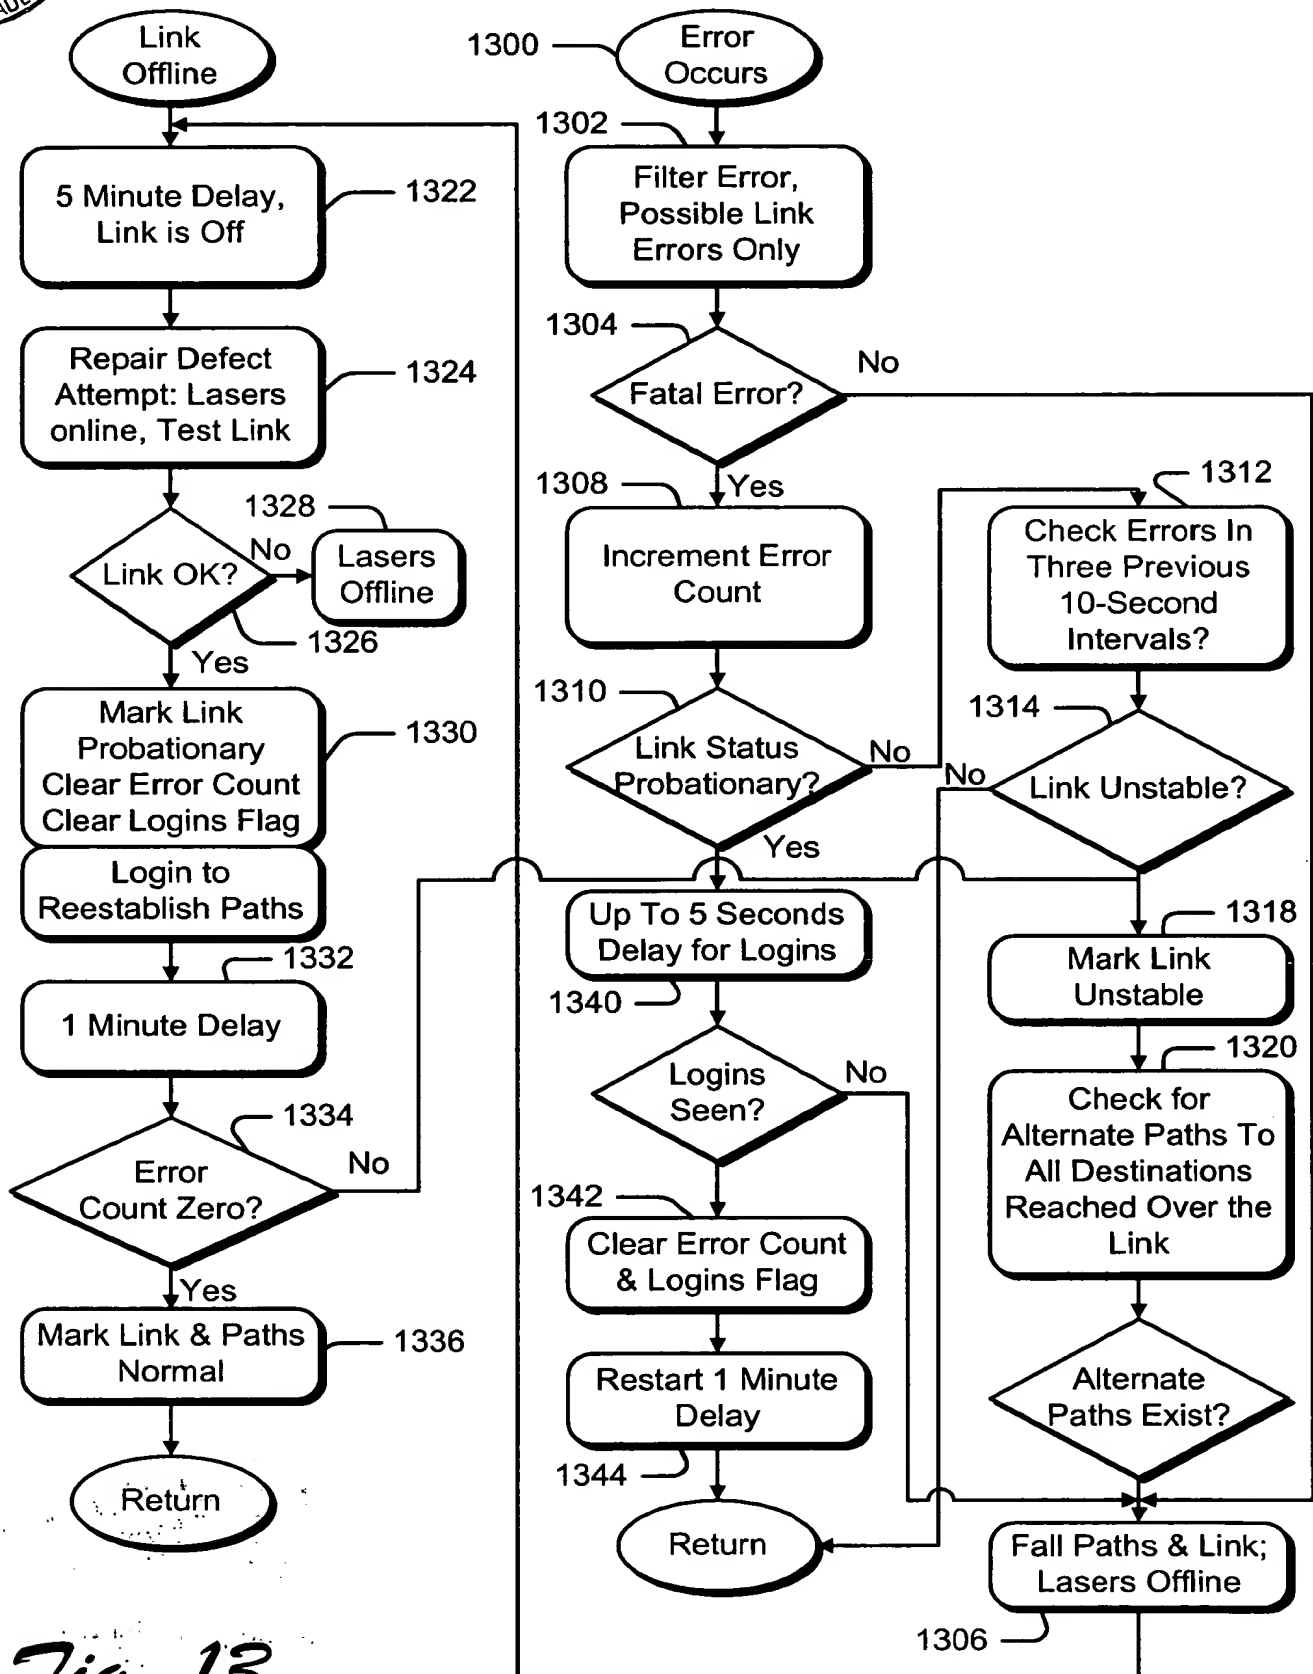 Link
Offline
5 Minute Delay,
Link is Off
1322
Repair Defect
Attempt: Lasers
online, Test Link
1324
Link OK?
No
1328
Lasers
Offline
1326
Yes
Mark Link
Probationary
Clear Error Count
Clear Logins Flag
1330
Login to
Reestablish Paths
1332
1 Minute Delay
1334
Error
Count Zero?
No
Yes
Mark Link & Paths
Normal
1336
Return
1300
Error
Occurs
1302
Filter Error,
Possible Link
Errors Only
1304
Fatal Error?
No
Yes
1308
Increment Error
Count
1310
Link Status
Probationary?
No
Yes
Up To 5 Seconds
Delay for Logins
1340
Logins
Seen?
No
1342
Clear Error Count
& Logins Flag
Restart 1 Minute
Delay
1344
Return
1312
Check Errors In
Three Previous
10-Second
Intervals?
1314
Link Unstable?
No
1318
Mark Link
Unstable
1320
Check for
Alternate Paths To
All Destinations
Reached Over the
Link
Alternate
Paths Exist?
Fall Paths & Link;
Lasers Offline
1306
Fig. 13